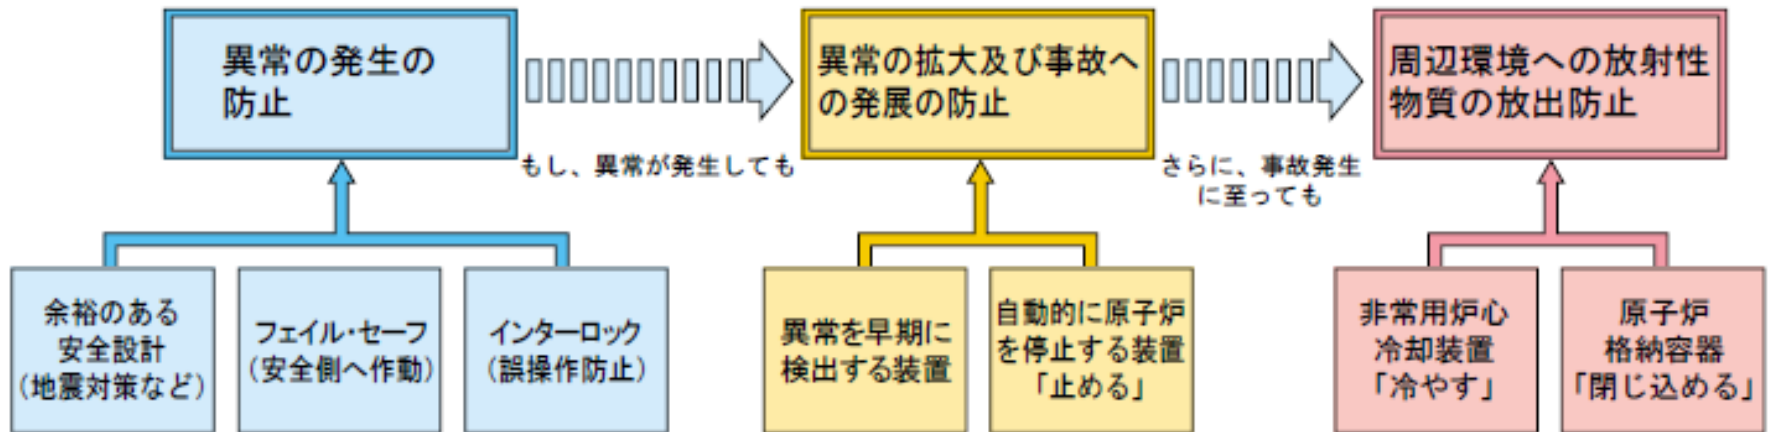 異常の発生の
防止
もし、異常が発生しても
異常の拡大及び事故へ
の発展の防止
さらに、事故発生
に至っても
周辺環境への放射性
物質の放出防止
余裕のある
安全設計
(地震対策など)
フェイル・セーフ
(安全側へ作動)
インターロック
(誤操作防止)
異常を早期に
検出する装置
自動的に原子炉
を停止する装置
「止める」
非常用炉心
冷却装置
「冷やす」
原子炉
格納容器
「閉じ込める」